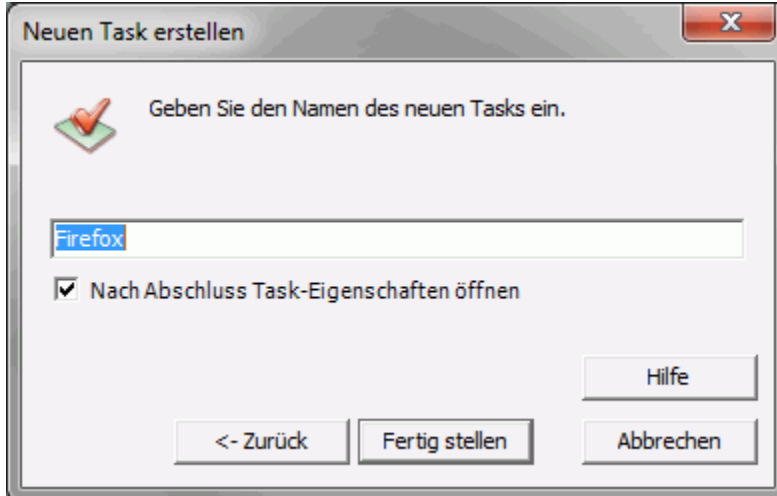 Neuen Task erstellen
Geben Sie den Namen des neuen Tasks ein.
Firefox
Nach Abschluss Task-Eigenschaften öffnen
Hilfe
<- Zurück Fertig stellen Abbrechen